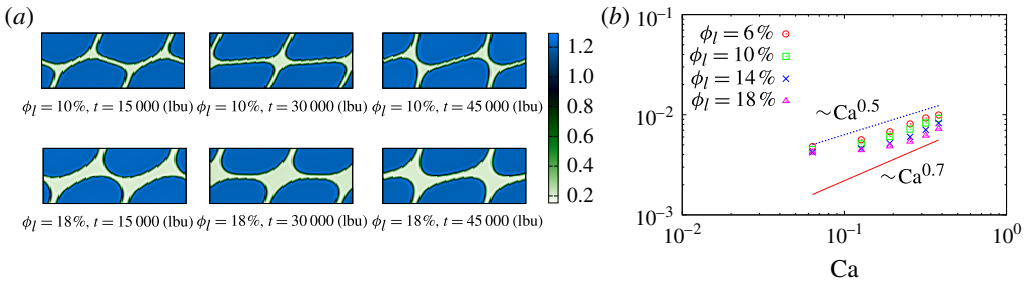 (a)
ϕ_l = 10%, t = 15 000 (lbu) ϕ_l = 10%, t = 30 000 (lbu) ϕ_l = 10%, t = 45 000 (lbu)
ϕ_l = 18%, t = 15 000 (lbu) ϕ_l = 18%, t = 30 000 (lbu) ϕ_l = 18%, t = 45 000 (lbu)
1.2
1.0
0.8
0.6
0.4
0.2
(b)
10^–1
10^–2
10^–3
ϕ_l = 6 %
ϕ_l = 10 %
ϕ_l = 14 %
ϕ_l = 18 %
~Ca^0.5
~Ca^0.7
10^–2 10^–1 10^0
Ca